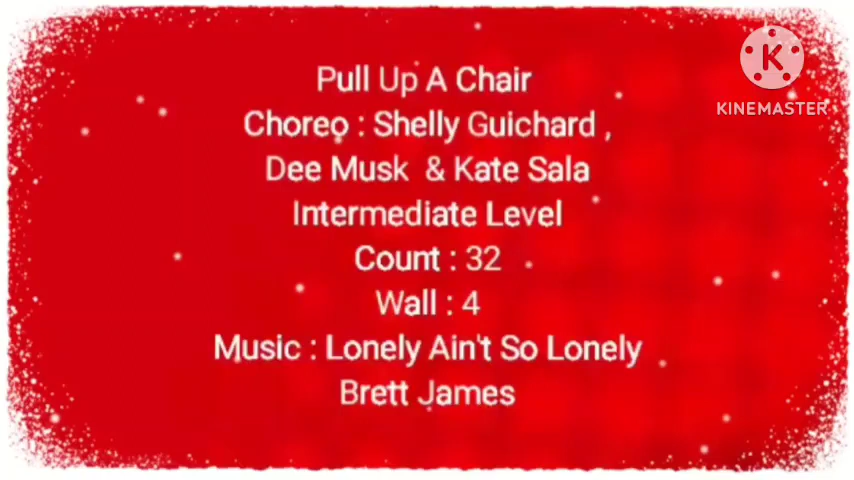 Pull Up A Chair
Choreo : Shelly Guichard ,
Dee Musk & Kate Sala
Intermediate Level
Count : 32
Wall : 4
Music : Lonely Ain't So Lonely
Brett James
K
KINEMASTER